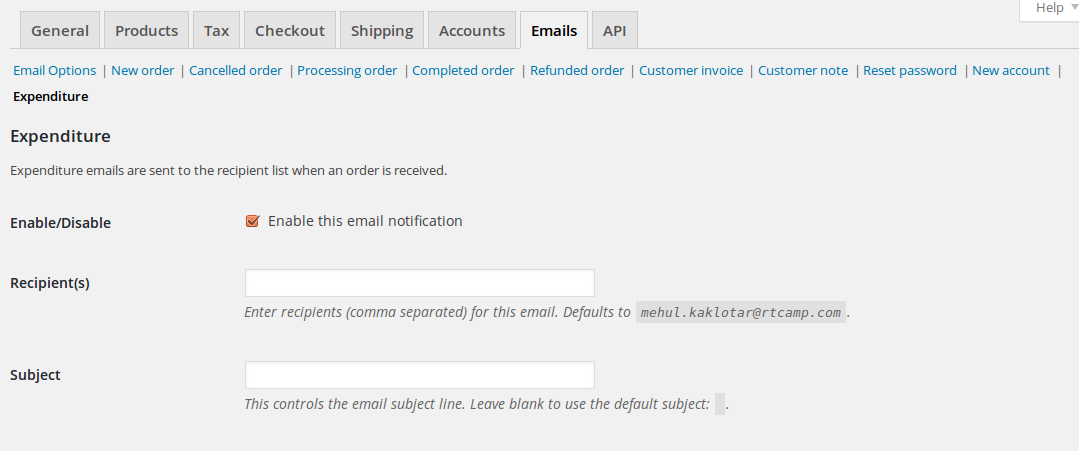 Help
General Products Tax Checkout Shipping Accounts Emails API
Email Options | New order | Cancelled order | Processing order | Completed order | Refunded order | Customer invoice | Customer note | Reset password | New account |
Expenditure
Expenditure
Expenditure emails are sent to the recipient list when an order is received.
Enable/Disable Enable this email notification
Recipient(s)
Enter recipients (comma separated) for this email. Defaults to mehul.kaklotar@rtcamp.com .
Subject
This controls the email subject line. Leave blank to use the default subject: .